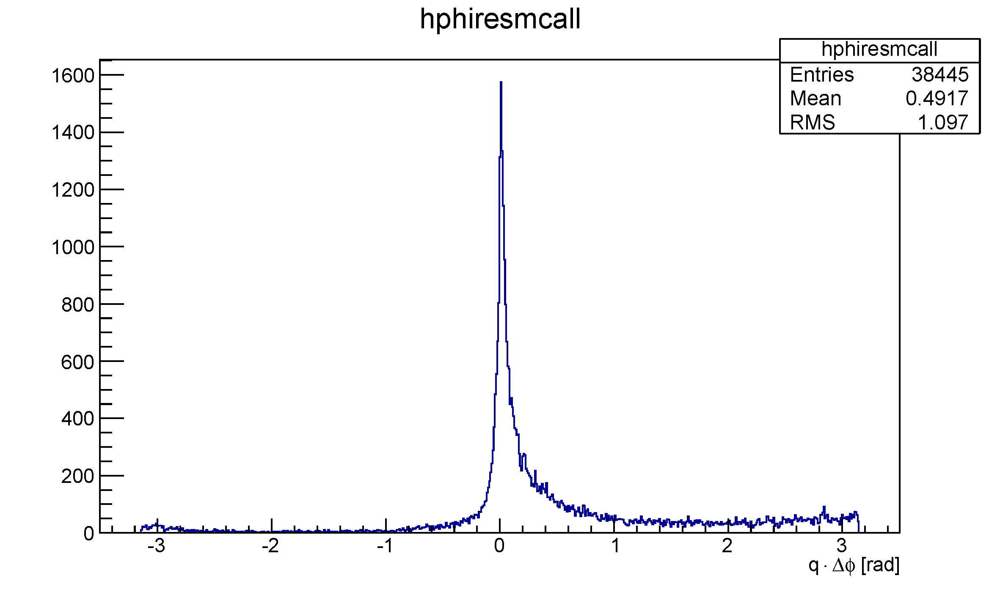 hphiresmcall
hphiresmcall
Entries 38445
Mean 0.4917
RMS 1.097
1600
1400
1200
1000
800
600
400
200
0
-3 -2 -1 0 1 2 3
q · Δϕ [rad]